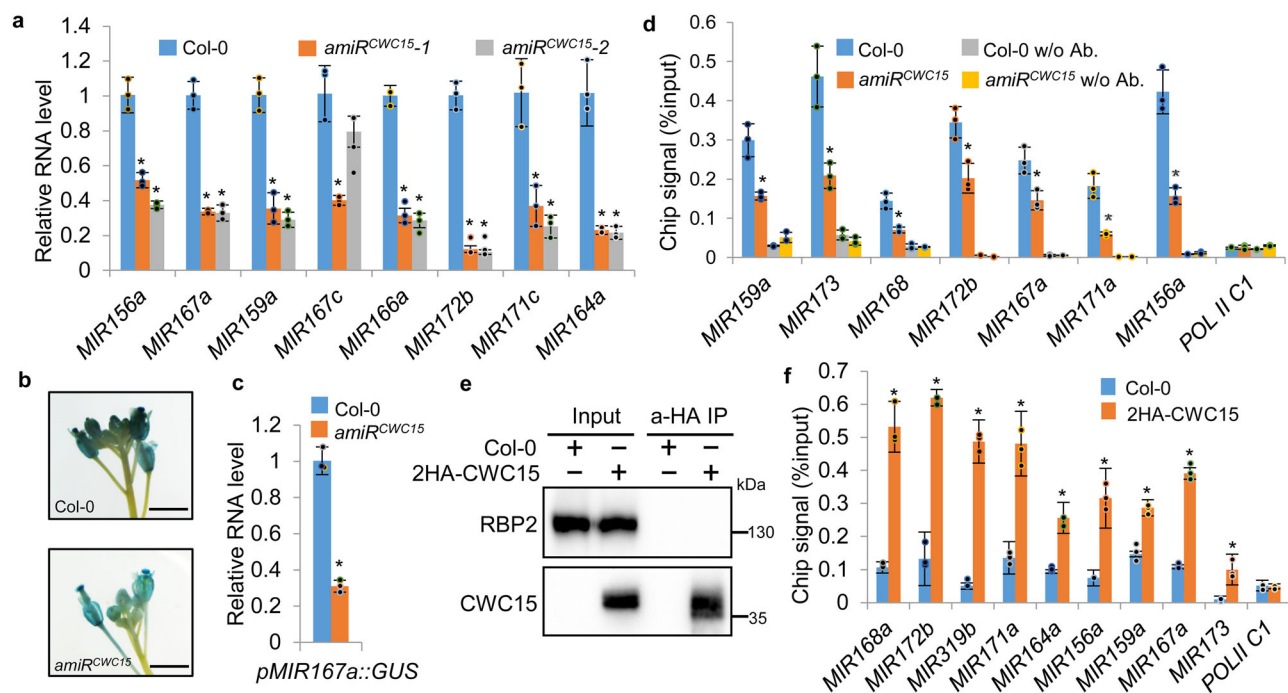 a
Relative RNA level
1.4
1.2
1
0.8
0.6
0.4
0.2
0
Col-0
amiR^CWC15-1
amiR^CWC15-2
* * * * * * * * * * * * * * *
MIR156a
MIR167a
MIR159a
MIR167c
MIR166a
MIR172b
MIR171c
MIR164a
b
Col-0
amiR^CWC15
c
Col-0
amiR^CWC15
Relative RNA level
1.2
1
0.8
0.6
0.4
0.2
0
*
pMIR167a::GUS
d
Chip signal (%input)
0.6
0.5
0.4
0.3
0.2
0.1
0
Col-0
Col-0 w/o Ab.
amiR^CWC15
amiR^CWC15 w/o Ab.
* * * * * * *
MIR159a
MIR173
MIR168
MIR172b
MIR167a
MIR171a
MIR156a
POL II C1
e
Input a-HA IP
Col-0 + − + −
2HA-CWC15 − + − +
kDa
RBP2
130
CWC15
35
f
Chip signal (%input)
0.7
0.6
0.5
0.4
0.3
0.2
0.1
0
Col-0
2HA-CWC15
* * * * * * * * *
MIR168a
MIR172b
MIR319b
MIR171a
MIR164a
MIR156a
MIR159a
MIR167a
MIR173
POLII C1